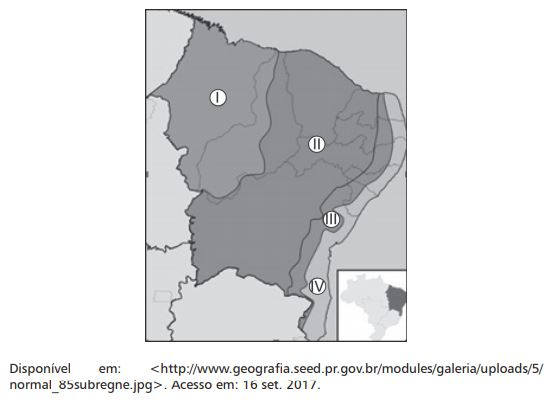 I
II
III
IV
Disponível em: <http://www.geografia.seed.pr.gov.br/modules/galeria/uploads/5/
normal_85subregne.jpg>. Acesso em: 16 set. 2017.